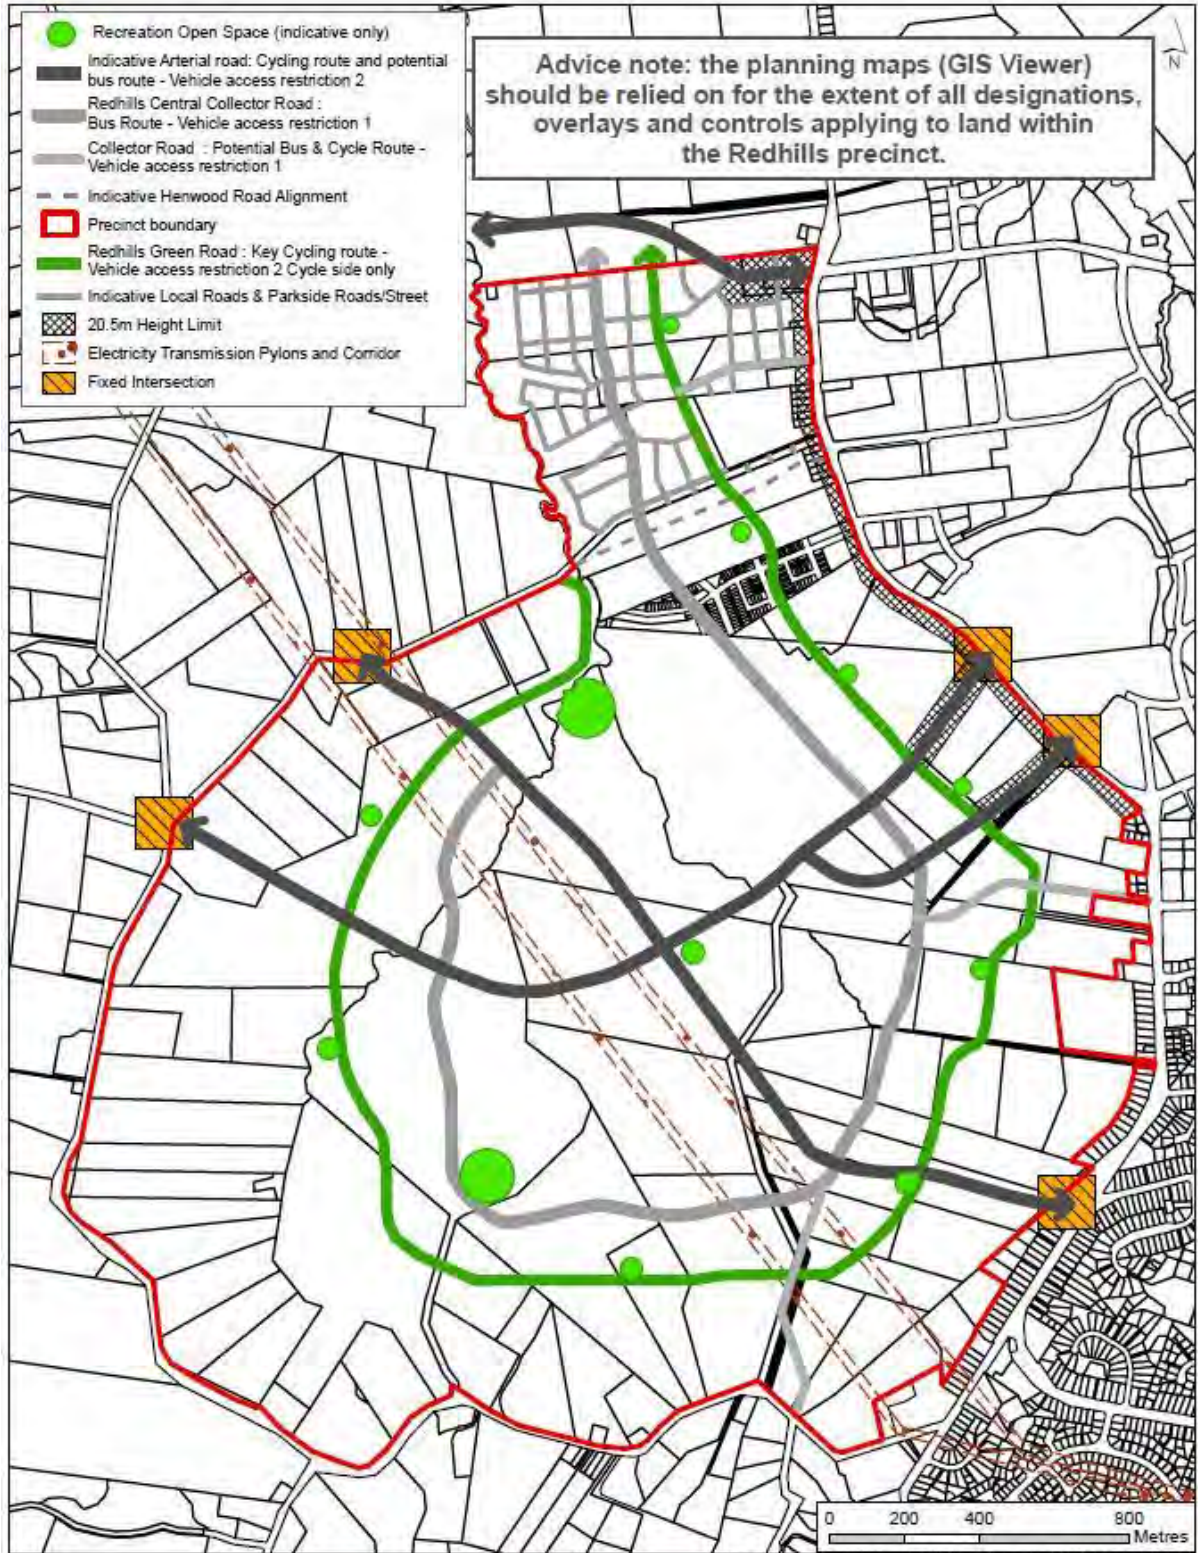 Recreation Open Space (indicative only)
Indicative Arterial road: Cycling route and potential
bus route - Vehicle access restriction 2
Redhills Central Collector Road :
Bus Route - Vehicle access restriction 1
Collector Road : Potential Bus & Cycle Route -
Vehicle access restriction 1
Indicative Henwood Road Alignment
Precinct boundary
Redhills Green Road : Key Cycling route -
Vehicle access restriction 2 Cycle side only
Indicative Local Roads & Parkside Roads/Street
20.5m Height Limit
Electricity Transmission Pylons and Corridor
Fixed Intersection
Advice note: the planning maps (GIS Viewer)
should be relied on for the extent of all designations,
overlays and controls applying to land within
the Redhills precinct.
N
0 200 400 800
Metres